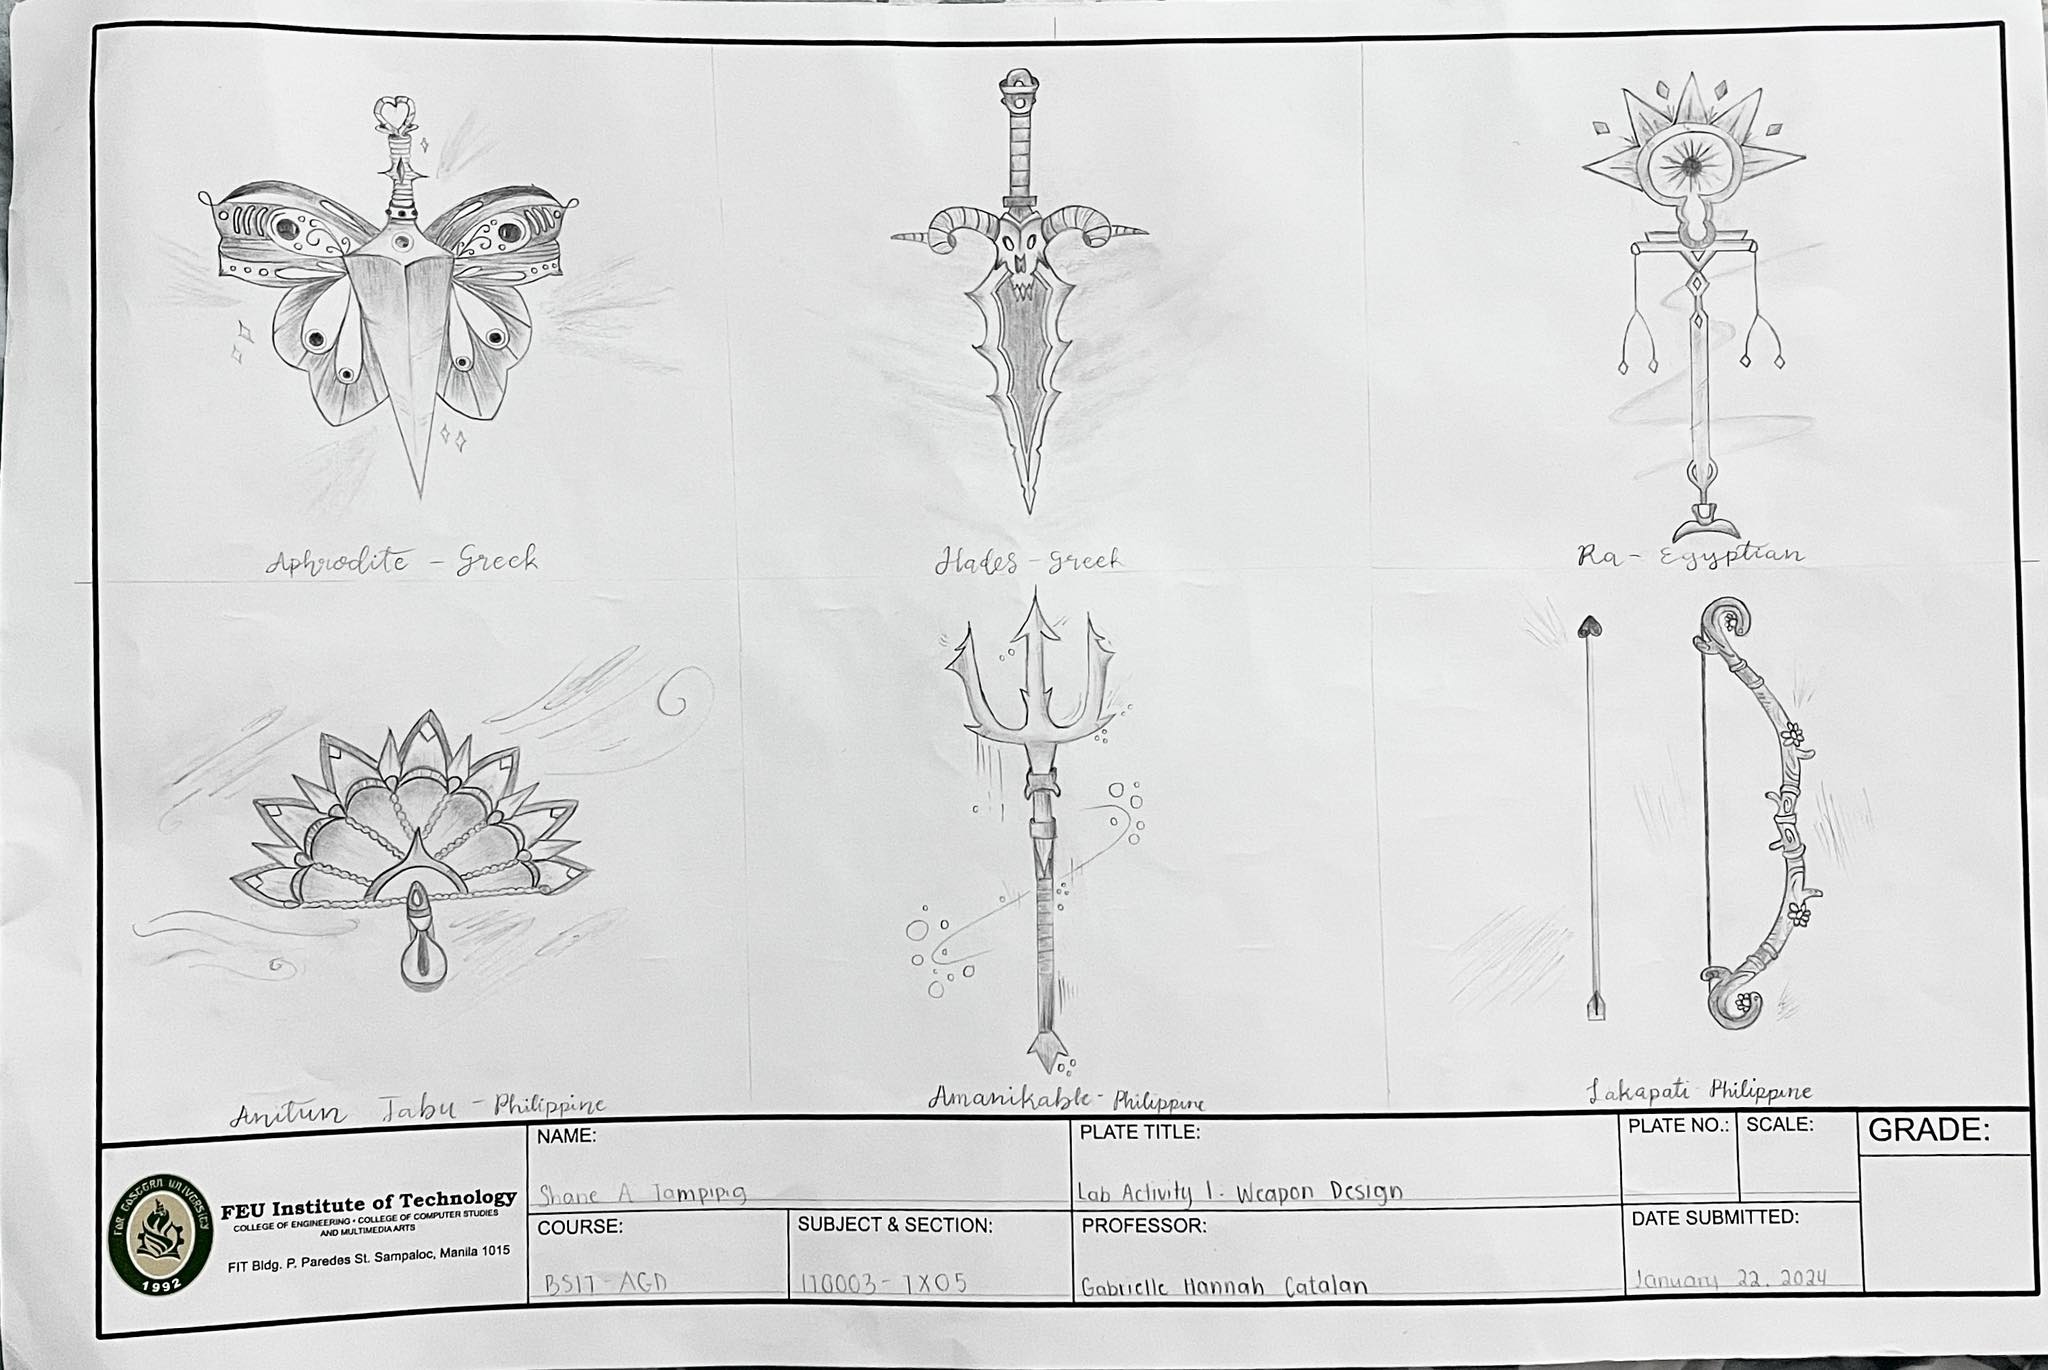 Aphrodite - Greek
Hades - Greek
Ra - Egyptian
Anitun Tabu - Philippine
Amanikable - Philippine
Lakapati - Philippine
FAR EASTERN UNIVERSITY
1992
FEU Institute of Technology
COLLEGE OF ENGINEERING • COLLEGE OF COMPUTER STUDIES
AND MULTIMEDIA ARTS
FIT Bldg. P. Paredes St. Sampaloc, Manila 1015
NAME:
Shane A Tampipig
PLATE TITLE:
Lab Activity 1. Weapon Design
PLATE NO.:
SCALE:
GRADE:
COURSE:
BSIT-AGD
SUBJECT & SECTION:
IT0003-TX05
PROFESSOR:
Gabrielle Hannah Catalan
DATE SUBMITTED:
January 22, 2024